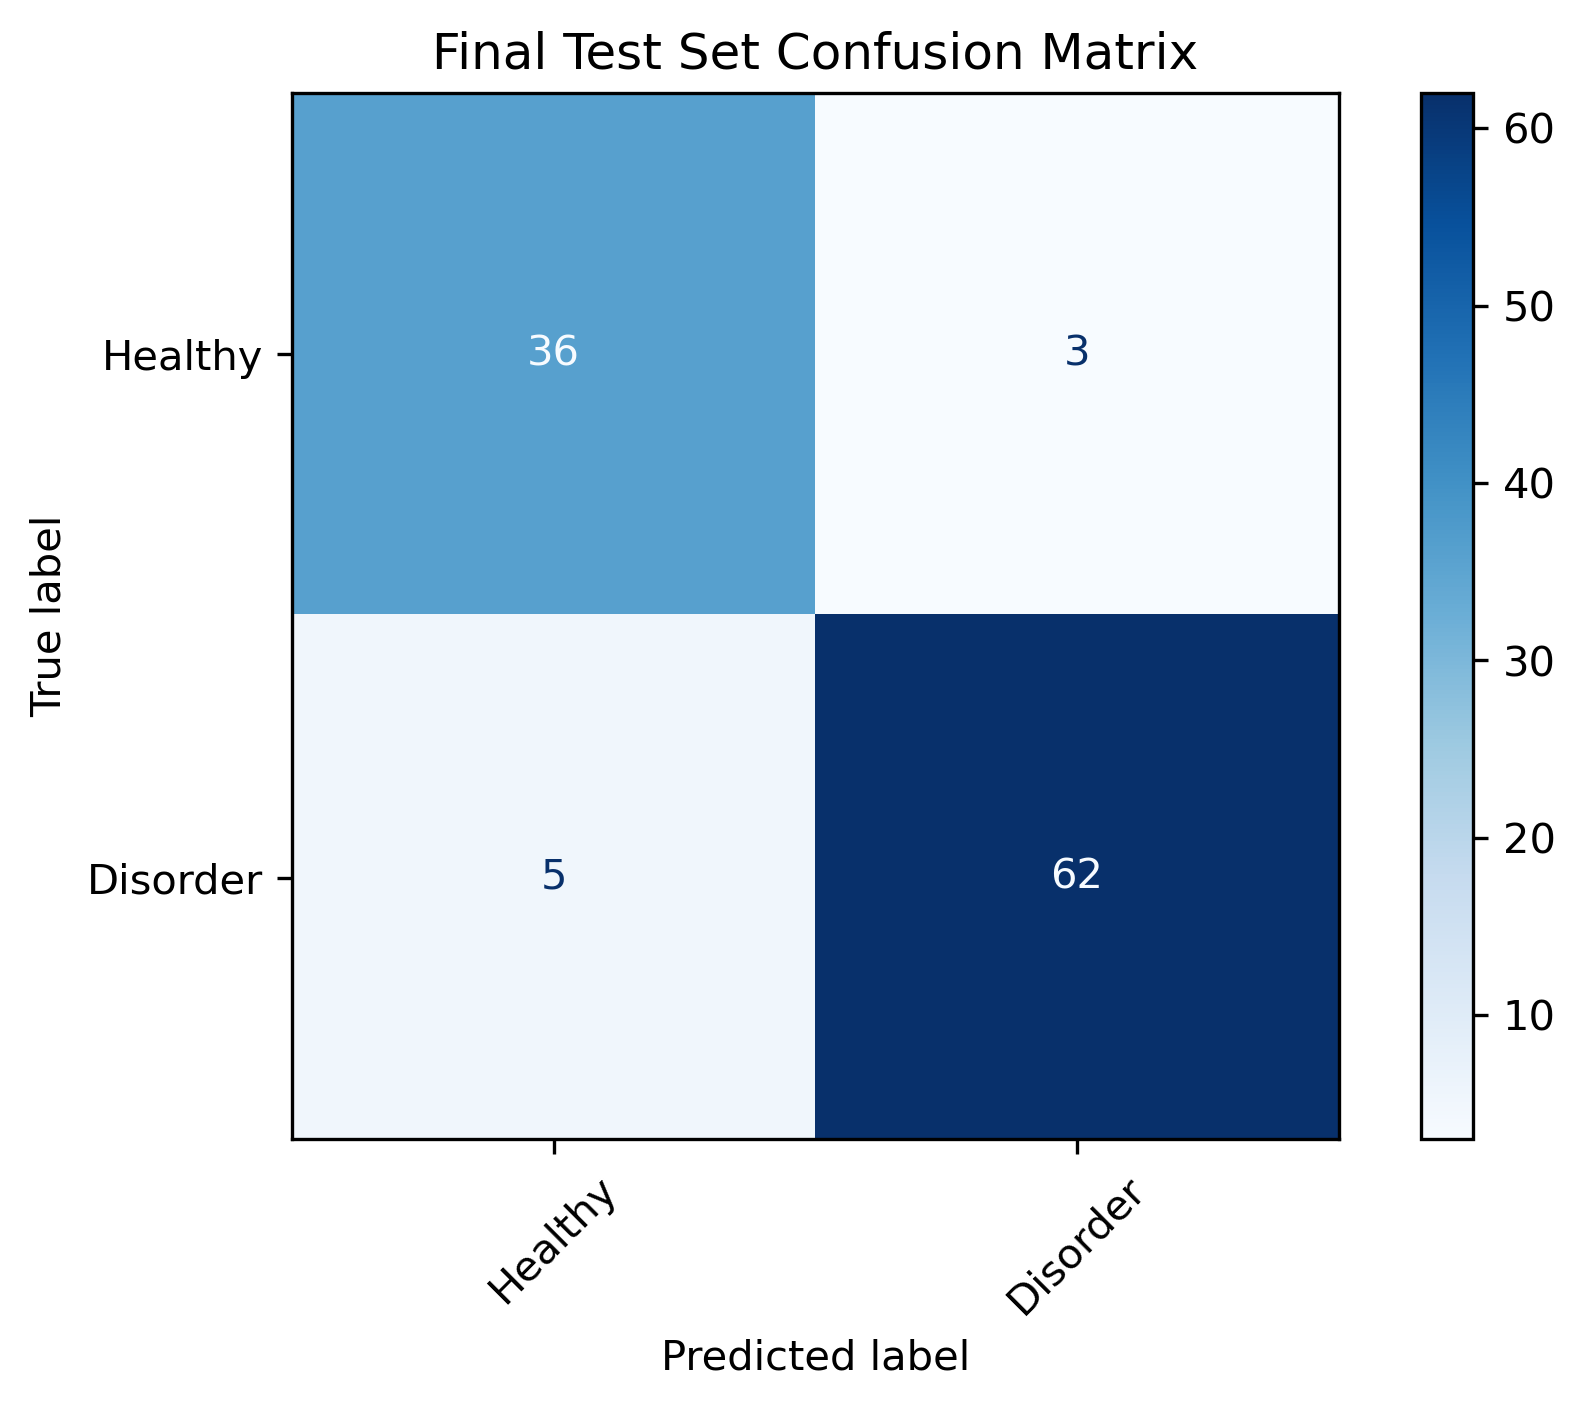 Final Test Set Confusion Matrix
True label
Healthy
Disorder
36
3
5
62
Healthy
Disorder
Predicted label
60
50
40
30
20
10